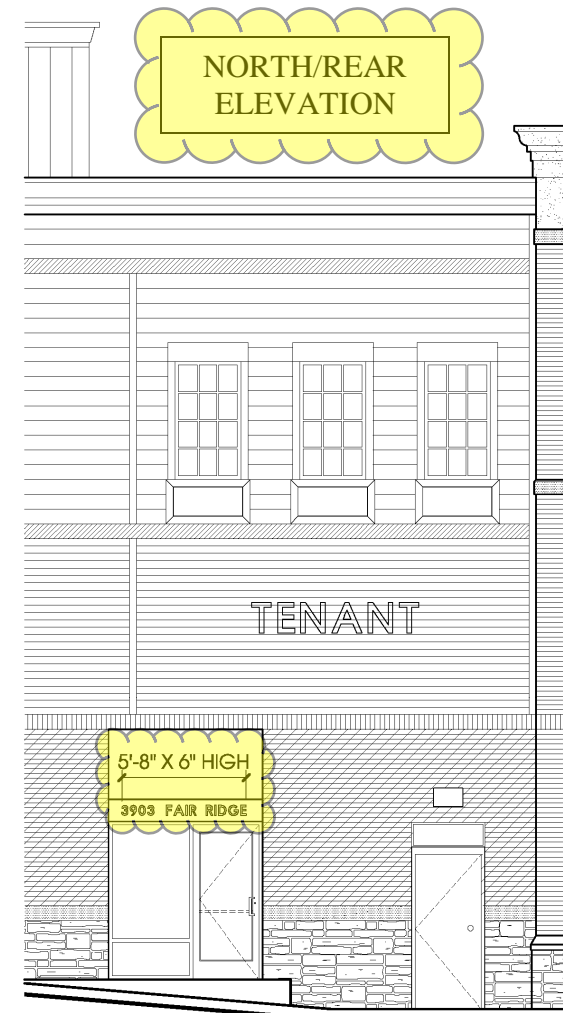 NORTH/REAR
ELEVATION
TENANT
5'-8" X 6" HIGH
3903 FAIR RIDGE